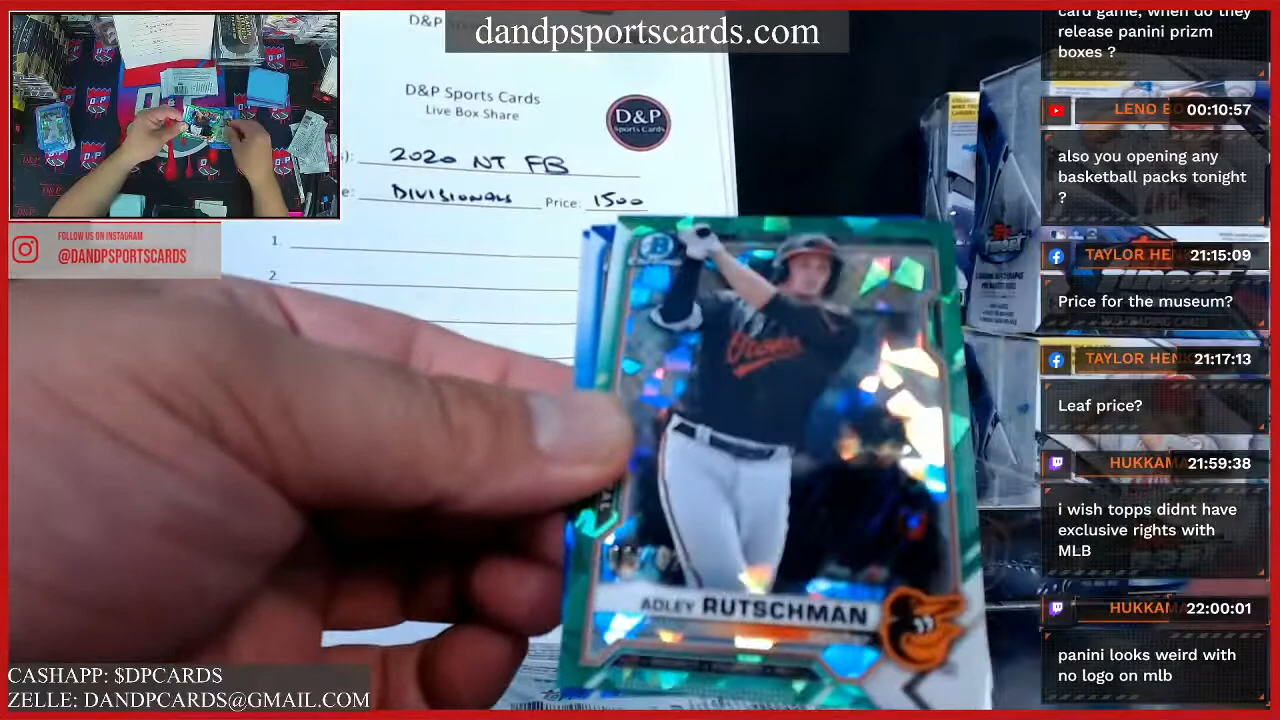 dandpsportscards.com
D&P Sports Cards
Live Box Share
D&P
Sports Cards
2020 NT FB
DIVISIONALS Price: 1500
1.
2.
FOLLOW US ON INSTAGRAM
@DANDPSPORTSCARDS
ADLEY RUTSCHMAN
CASHAPP: $DPCARDS
ZELLE: DANDPCARDS@GMAIL.COM
card game, when do they
release panini prizm
boxes ?
LENO 00:10:57
also you opening any
basketball packs tonight
?
TAYLOR HEN 21:15:09
Price for the museum?
TAYLOR HEN 21:17:13
Leaf price?
HUKKAM 21:59:38
i wish topps didnt have
exclusive rights with
MLB
HUKKAM 22:00:01
panini looks weird with
no logo on mlb